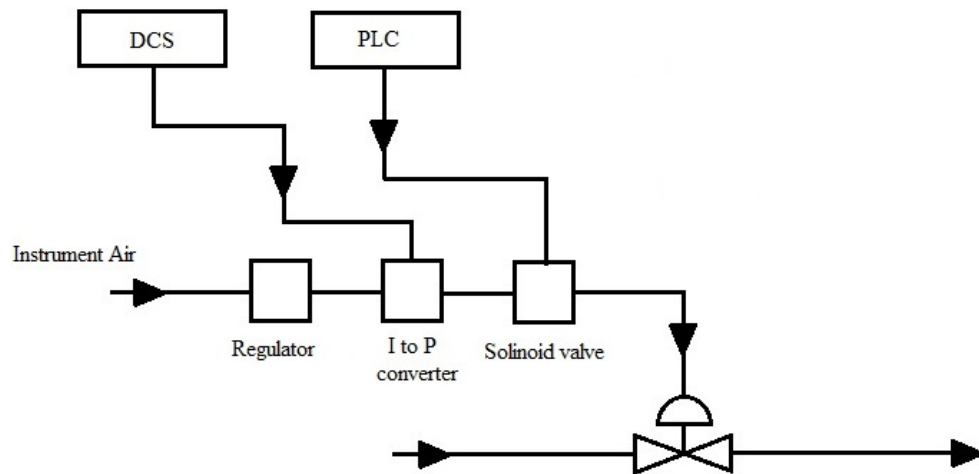 DCS
PLC
Instrument Air
Regulator
I to P
converter
Solinoid valve